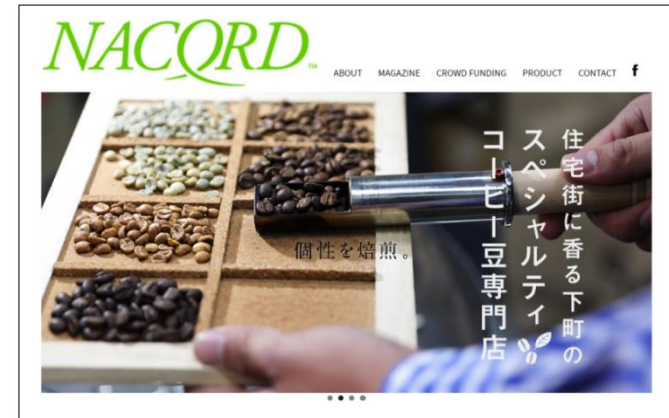 NACQRD™
ABOUT MAGAZINE CROWD FUNDING PRODUCT CONTACT f
住宅街に香る下町の
スペシャルティ
コーヒー豆専門店
個性を焙煎。